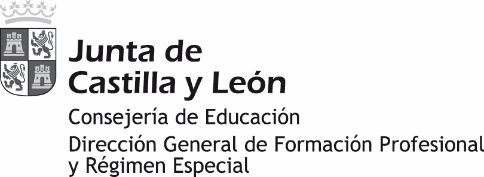 Junta de
Castilla y León
Consejería de Educación
Dirección General de Formación Profesional
y Régimen Especial